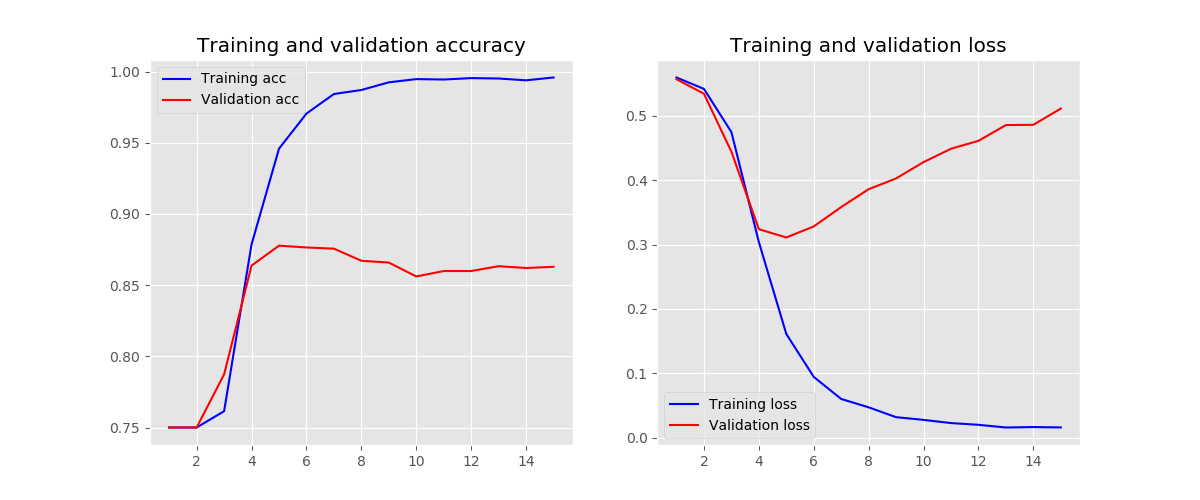 Training and validation accuracy
1.00
0.95
0.90
0.85
0.80
0.75
Training acc
Validation acc
2 4 6 8 10 12 14
Training and validation loss
0.5
0.4
0.3
0.2
0.1
0.0
Training loss
Validation loss
2 4 6 8 10 12 14